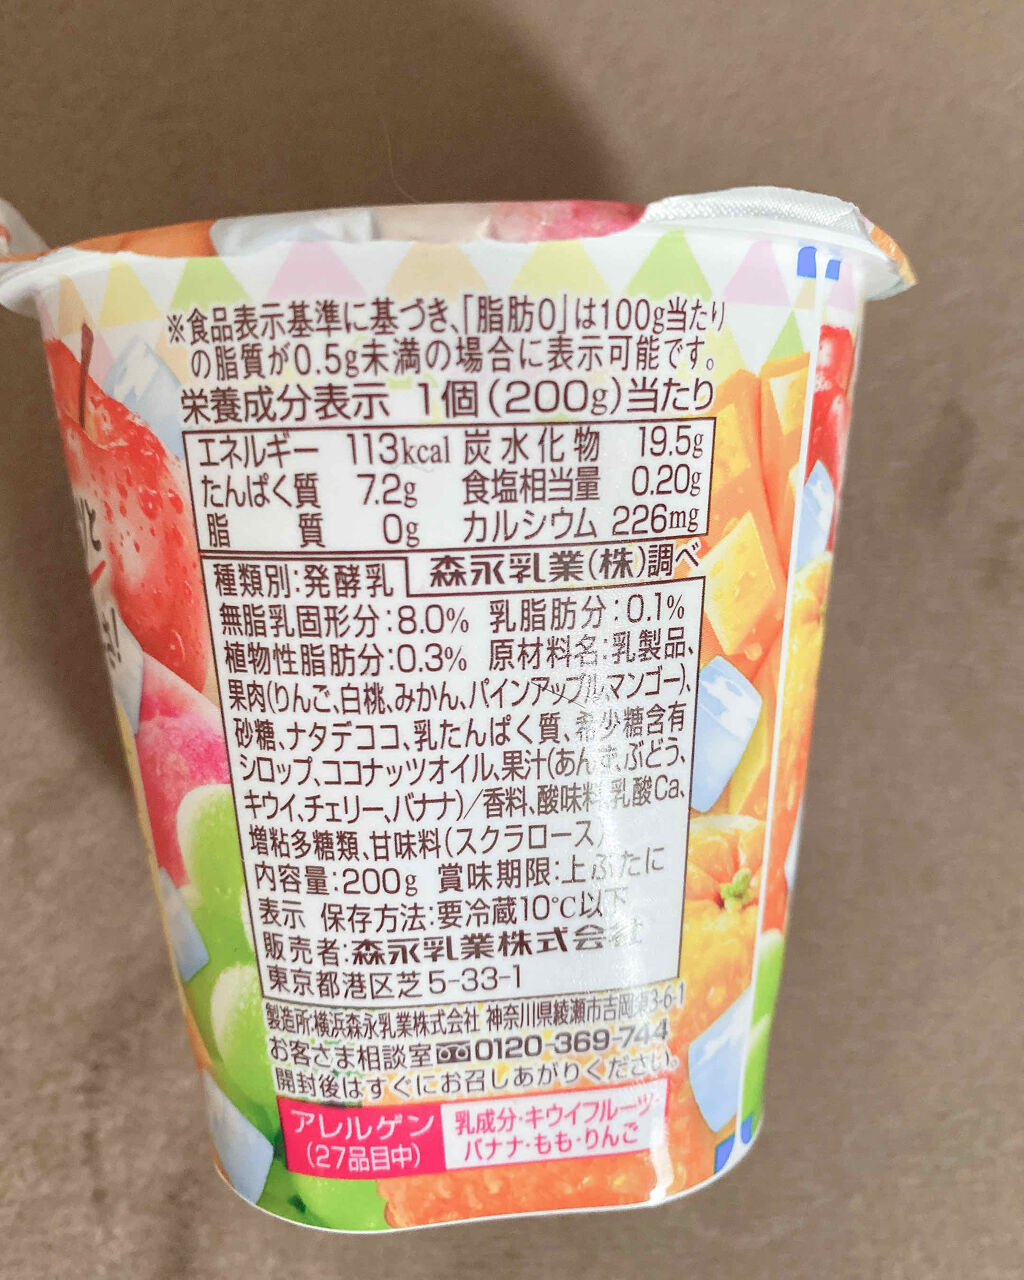 ※食品表示基準に基づき、「脂肪0」は100g当たり
の脂質が0.5g未満の場合に表示可能です。
栄養成分表示 1個(200g)当たり
エネルギー 113kcal 炭水化物 19.5g
たんぱく質 7.2g 食塩相当量 0.20g
脂質 0g カルシウム 226mg
種類別:発酵乳 森永乳業(株)調べ
無脂乳固形分:8.0% 乳脂肪分:0.1%
植物性脂肪分:0.3% 原材料名:乳製品、
果肉(りんご、白桃、みかん、パインアップル、マンゴー)、
砂糖、ナタデココ、乳たんぱく質、希少糖含有
シロップ、ココナッツオイル、果汁(あんず、ぶどう、
キウイ、チェリー、バナナ)/香料、酸味料、乳酸Ca、
増粘多糖類、甘味料(スクラロース)
内容量:200g 賞味期限:上ぶたに
表示 保存方法:要冷蔵10℃以下
販売者:森永乳業株式会社
東京都港区芝5-33-1
製造所:横浜森永乳業株式会社 神奈川県綾瀬市吉岡東3-6-1
お客さま相談室 0120-369-744
開封後はすぐにお召しあがりください。
アレルゲン
(27品目中)
乳成分・キウイフルーツ・
バナナ・もも・りんご